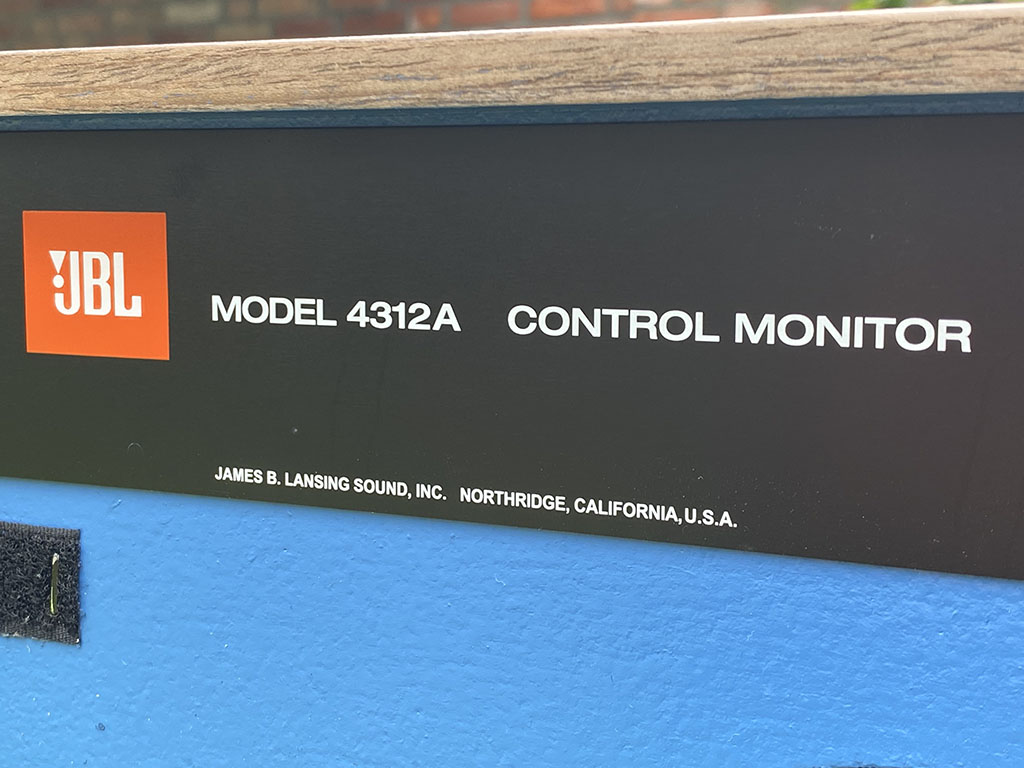 JBL
MODEL 4312A CONTROL MONITOR
JAMES B. LANSING SOUND, INC. NORTHRIDGE, CALIFORNIA, U.S.A.